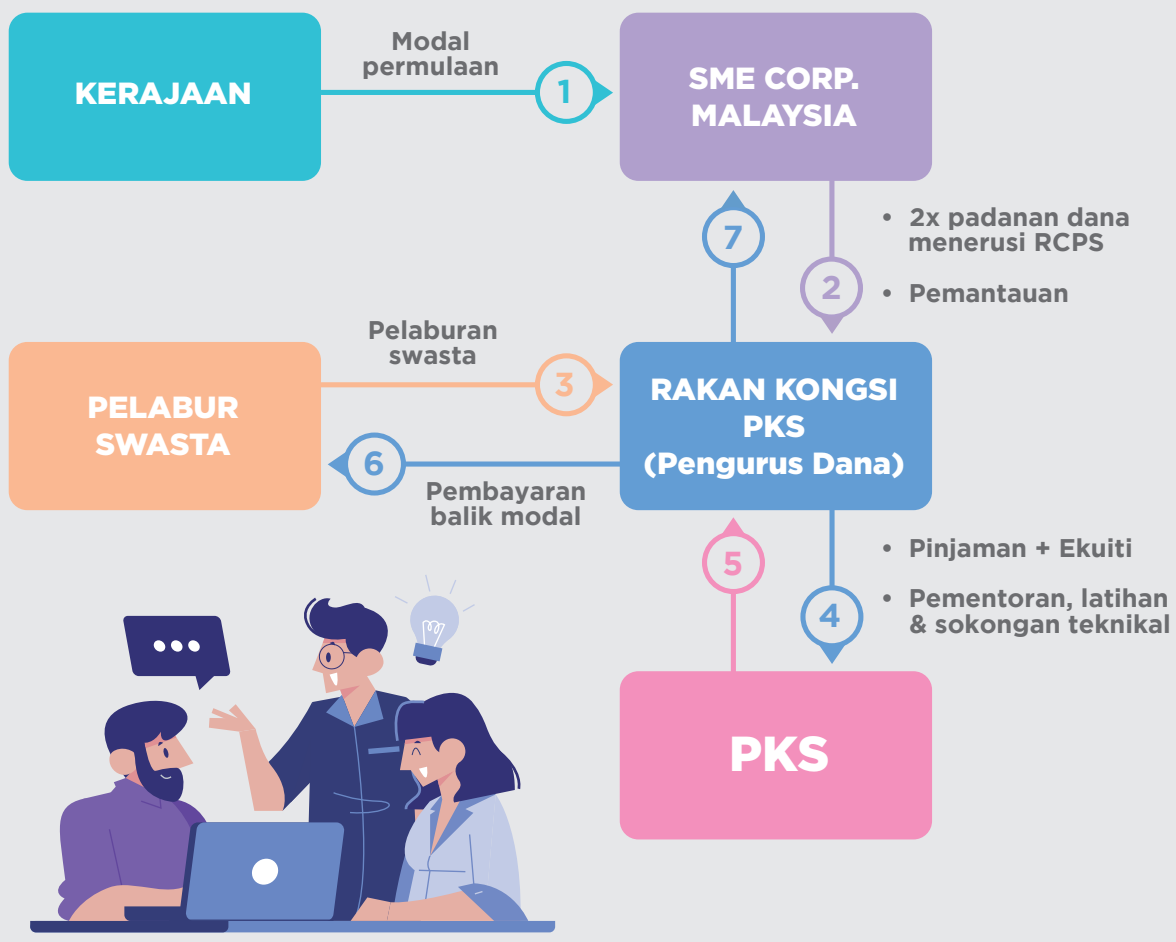 KERAJAAN
Modal
permulaan
1
SME CORP.
MALAYSIA
7
2
• 2x padanan dana
menerusi RCPS
• Pemantauan
PELABUR
SWASTA
Pelaburan
swasta
3
6
Pembayaran
balik modal
RAKAN KONGSI
PKS
(Pengurus Dana)
5
4
• Pinjaman + Ekuiti
• Pementoran, latihan
& sokongan teknikal
PKS